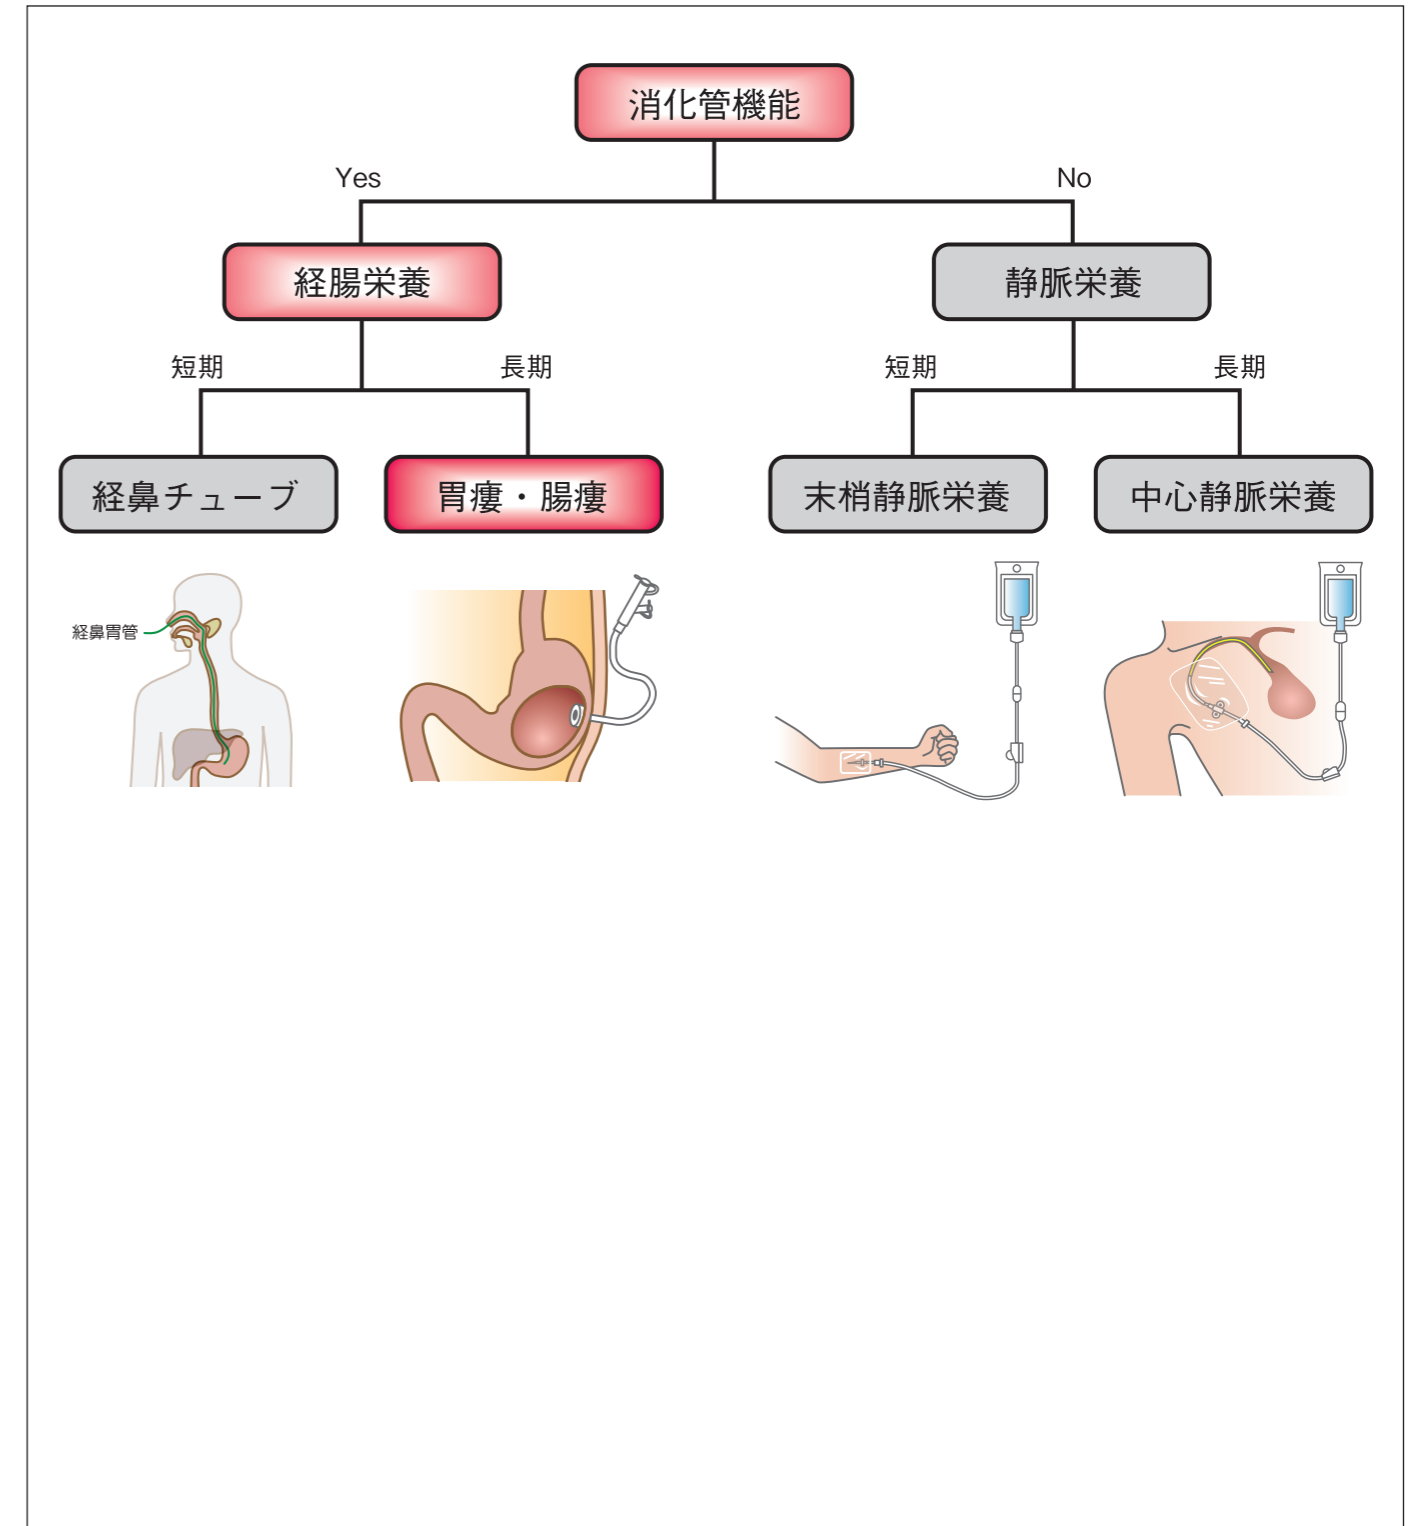 消化管機能
Yes
No
経腸栄養
静脈栄養
短期
長期
短期
長期
経鼻チューブ
胃瘻・腸瘻
末梢静脈栄養
中心静脈栄養
経鼻胃管